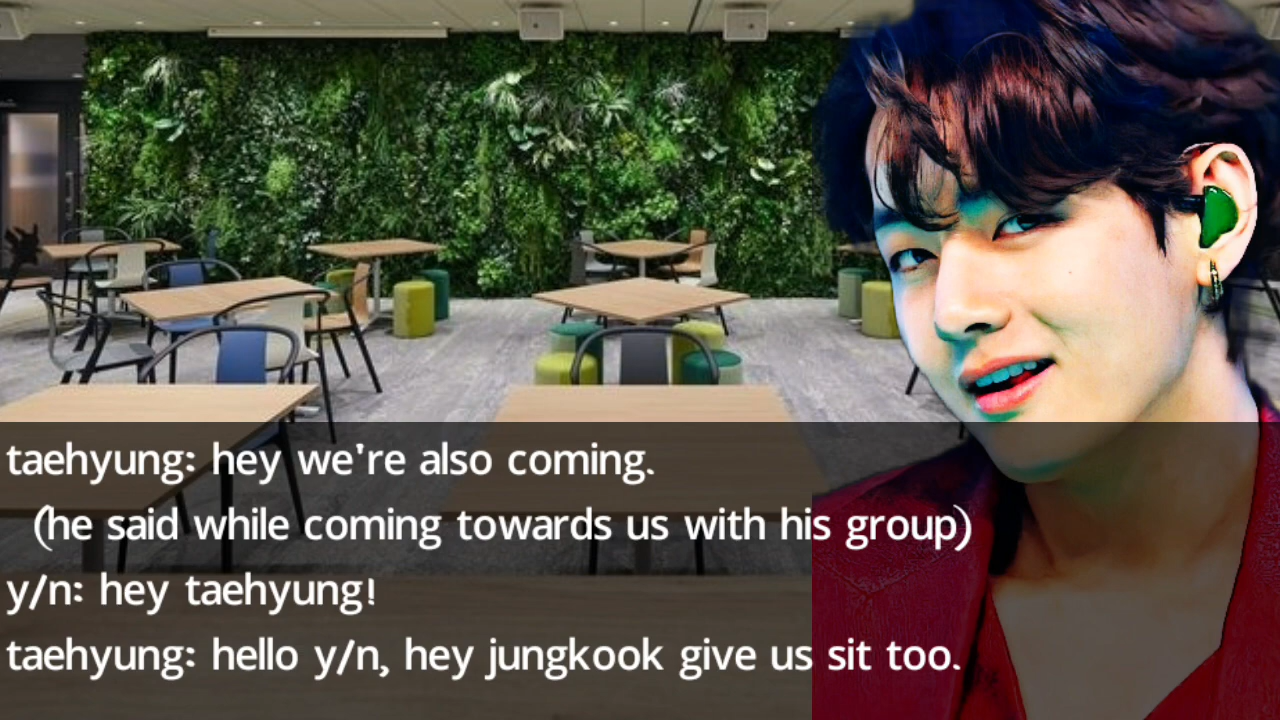 taehyung: hey we're also coming.
(he said while coming towards us with his group)
y/n: hey taehyung!
taehyung: hello y/n, hey jungkook give us sit too.